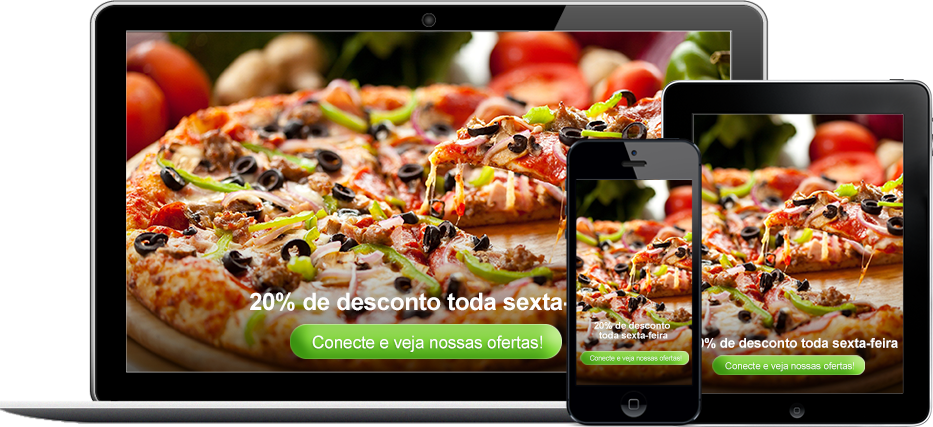 20% de desconto toda sexta-
Conecte e veja nossas ofertas!
20% de desconto
toda sexta-feira
Conecte e veja nossas ofertas!
0% de desconto toda sexta-feira
Conecte e veja nossas ofertas!